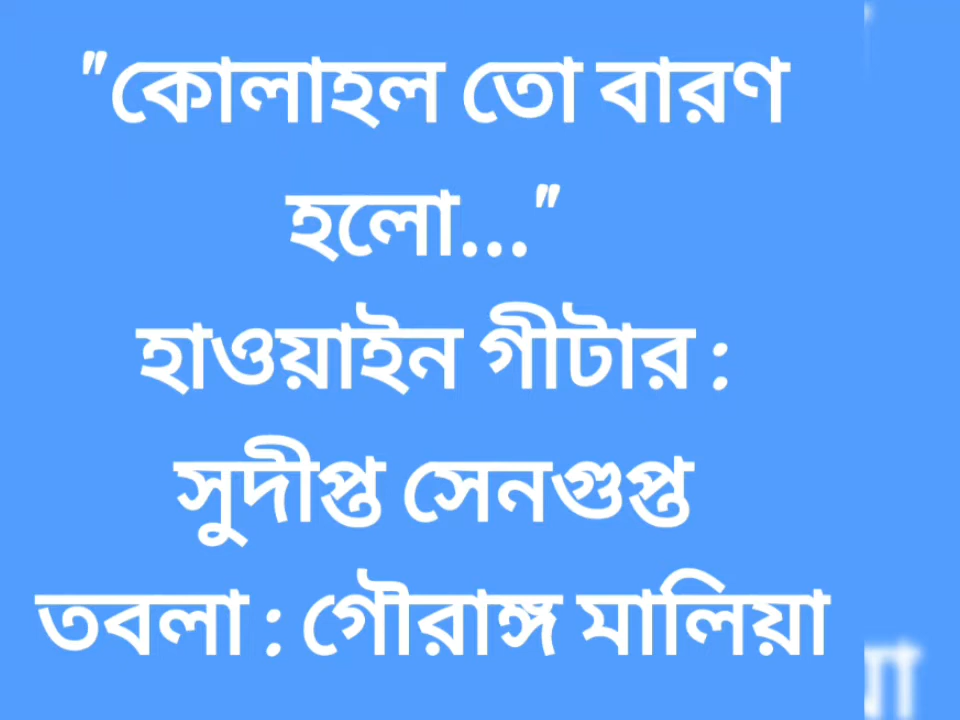 "কোলাহল তো বারণ
হলো..."
হাওয়াইন গীটার :
সুদীপ্ত সেনগুপ্ত
তবলা : গৌরাঙ্গ মালিয়া